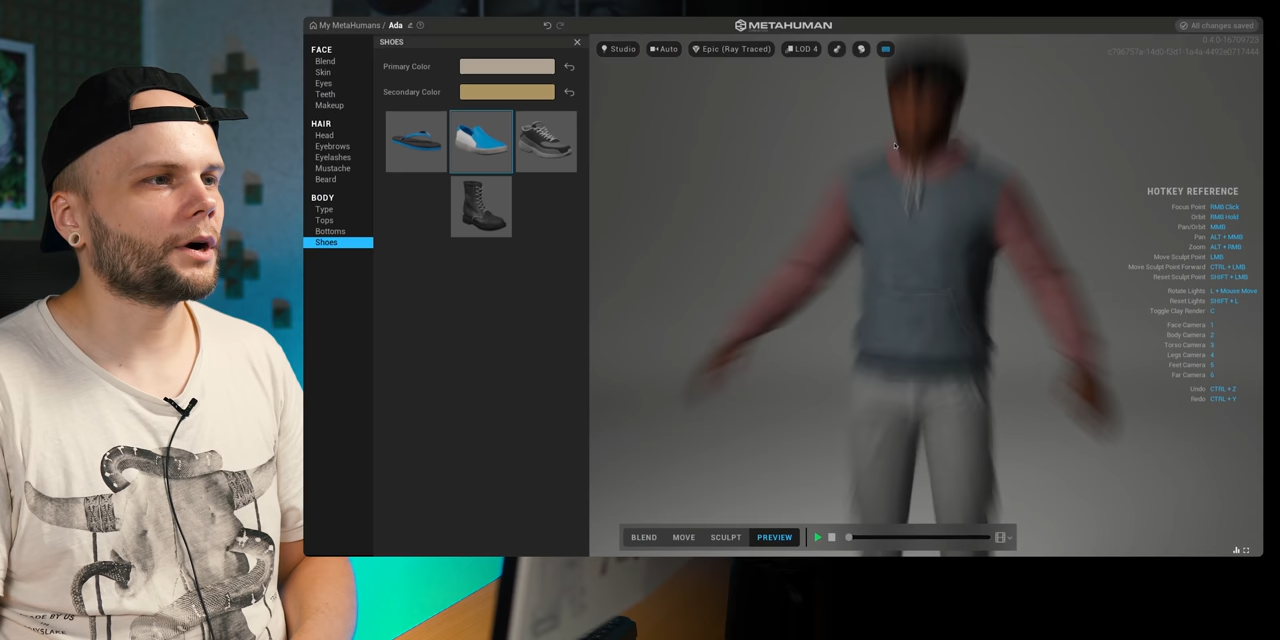 My MetaHumans / Ada
METAHUMAN
All changes saved
FACE
Blend
Skin
Eyes
Teeth
Makeup
HAIR
Head
Eyebrows
Eyelashes
Mustache
Beard
BODY
Type
Tops
Bottoms
Shoes
SHOES
Primary Color
Secondary Color
Studio
Auto
Epic (Ray Traced)
LOD 4
0.4.0-16709723
HOTKEY REFERENCE
Focus Point RMB Click
Orbit RMB Hold
Pan/Orbit MMB
Pan ALT + MMB
Zoom ALT + RMB
Move Sculpt Point LMB
Move Sculpt Point Forward CTRL + LMB
Reset Sculpt Point SHIFT + LMB
Rotate Lights L + Mouse Move
Reset Lights SHIFT + L
Toggle Clay Render C
Face Camera 1
Body Camera 2
Torso Camera 3
Legs Camera 4
Feet Camera 5
Far Camera 6
Undo CTRL + Z
Redo CTRL + Y
BLEND
MOVE
SCULPT
PREVIEW